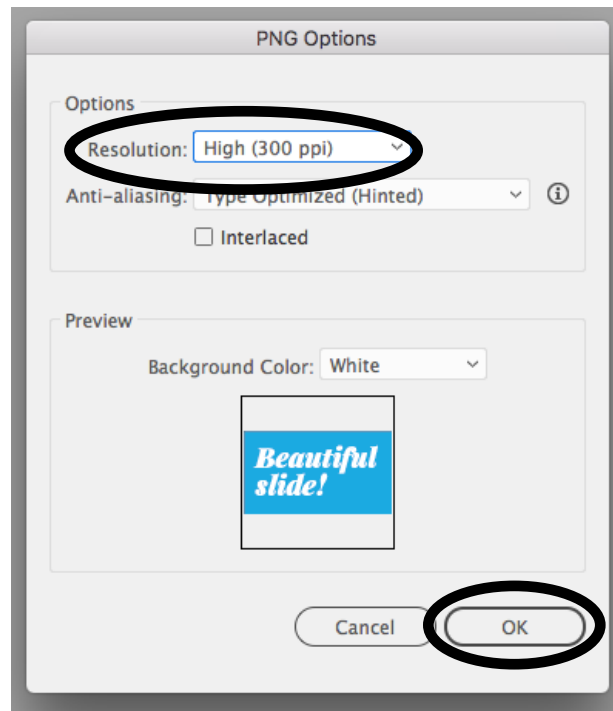 PNG Options
Options
Resolution: High (300 ppi)
Anti-aliasing: Type Optimized (Hinted)
Interlaced
Preview
Background Color: White
Beautiful
slide!
Cancel OK